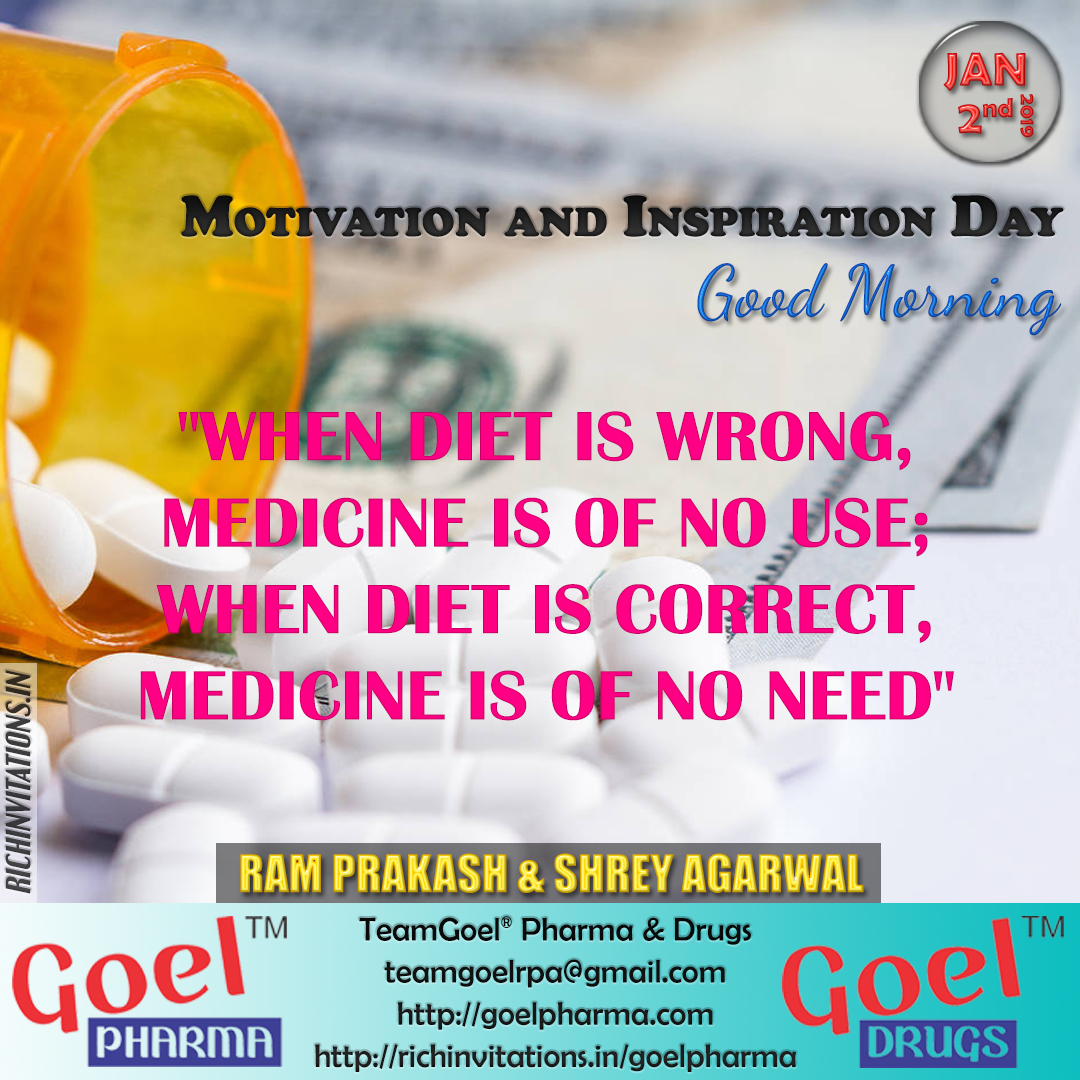 JAN
2nd 2019
Motivation and Inspiration Day
Good Morning
"WHEN DIET IS WRONG,
MEDICINE IS OF NO USE;
WHEN DIET IS CORRECT,
MEDICINE IS OF NO NEED"
RICHINVITATIONS.IN
RAM PRAKASH & SHREY AGARWAL
Goel™
PHARMA
TeamGoel® Pharma & Drugs
teamgoelrpa@gmail.com
http://goelpharma.com
http://richinvitations.in/goelpharma
Goel™
DRUGS